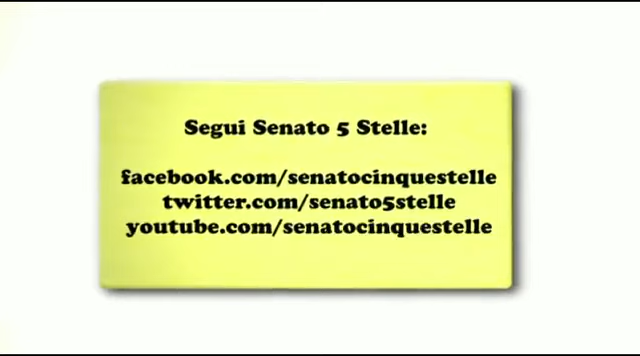 Segui Senato 5 Stelle:
facebook.com/senatocinquestelle
twitter.com/senato5stelle
youtube.com/senatocinquestelle